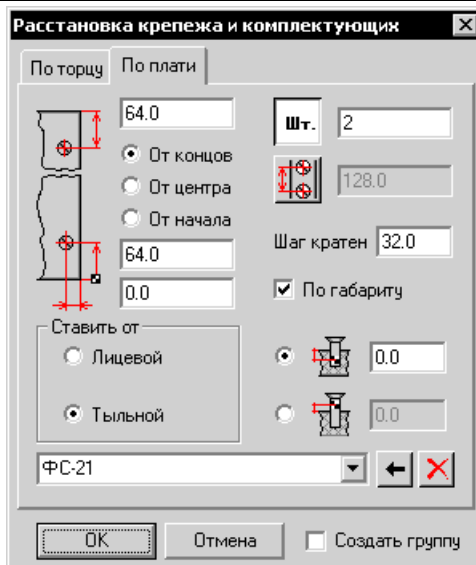 Расстановка крепежа и комплектующих
По торцу По плати
64.0
Шт. 2
От концов
От центра
128.0
От начала
64.0
Шаг кратен 32.0
0.0
По габариту
Ставить от
Лицевой
0.0
Тыльной
0.0
ФС-21
OK Отмена Создать группу